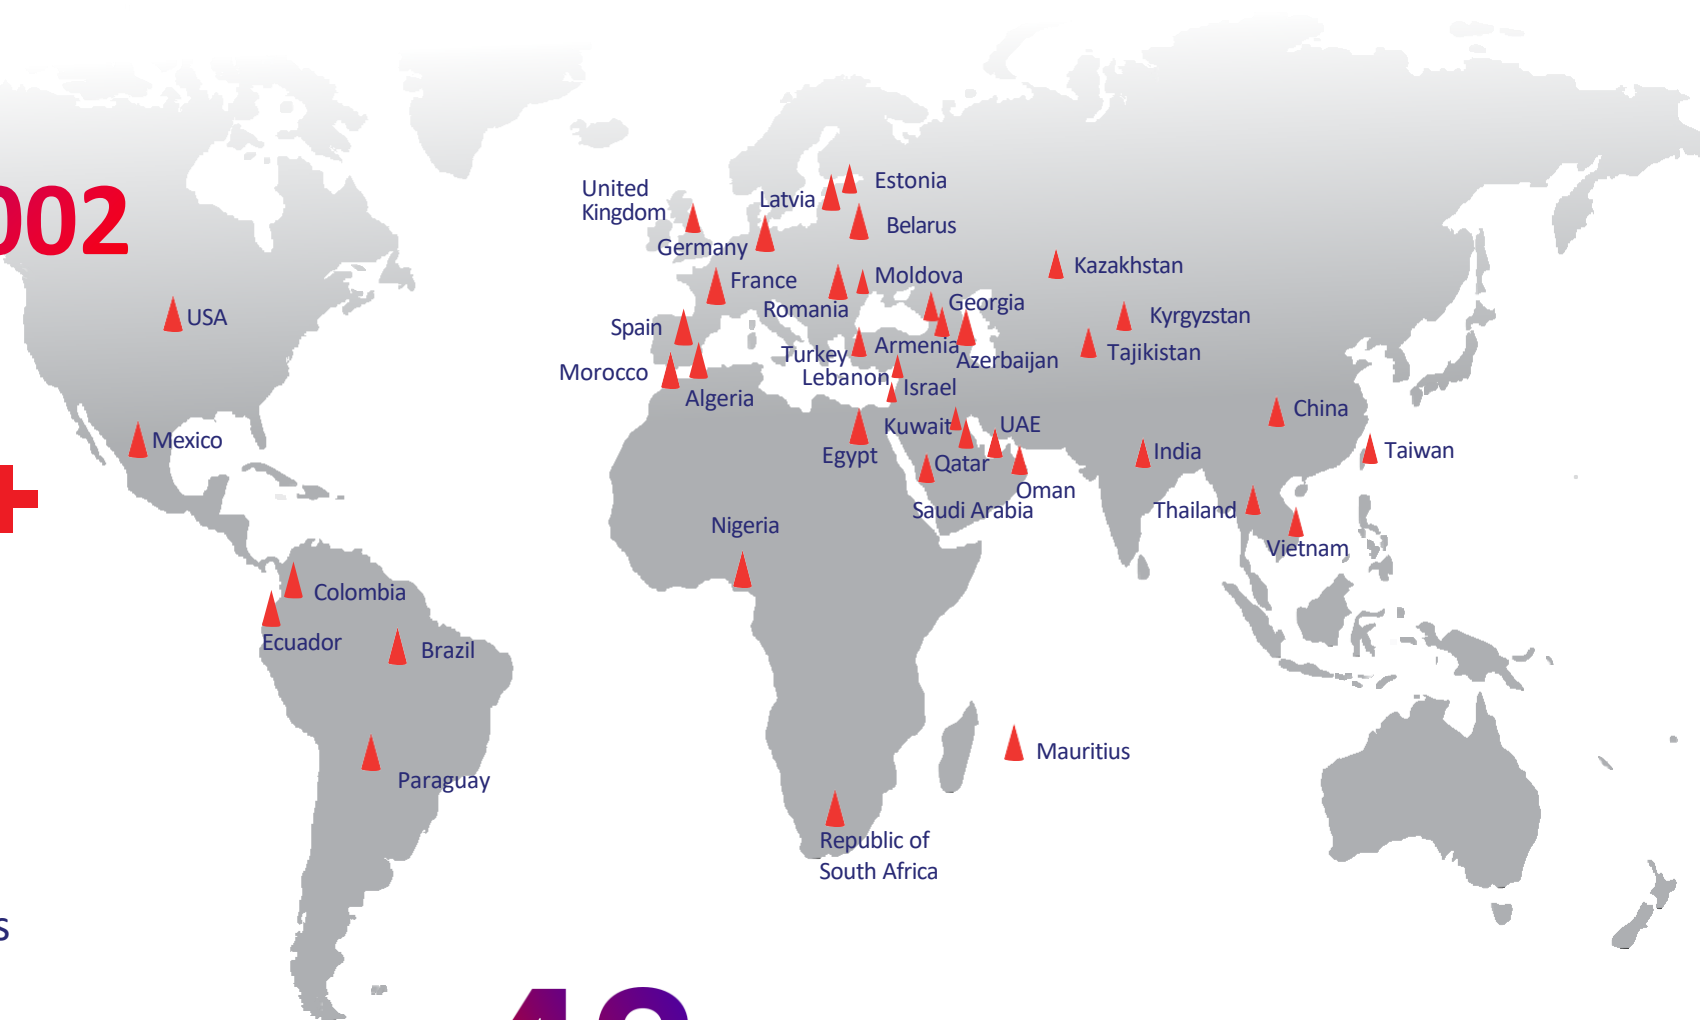 United
Kingdom
Latvia
Estonia
Belarus
Germany
France
Moldova
Kazakhstan
Romania
Georgia
USA
Spain
Kyrgyzstan
Turkey
Armenia
Azerbaijan
Tajikistan
Morocco
Lebanon
Israel
Algeria
China
Mexico
Kuwait
UAE
Egypt
Qatar
India
Taiwan
Oman
Saudi Arabia
Thailand
Nigeria
Vietnam
Colombia
Ecuador
Brazil
Mauritius
Paraguay
Republic of
South Africa
002
+
s